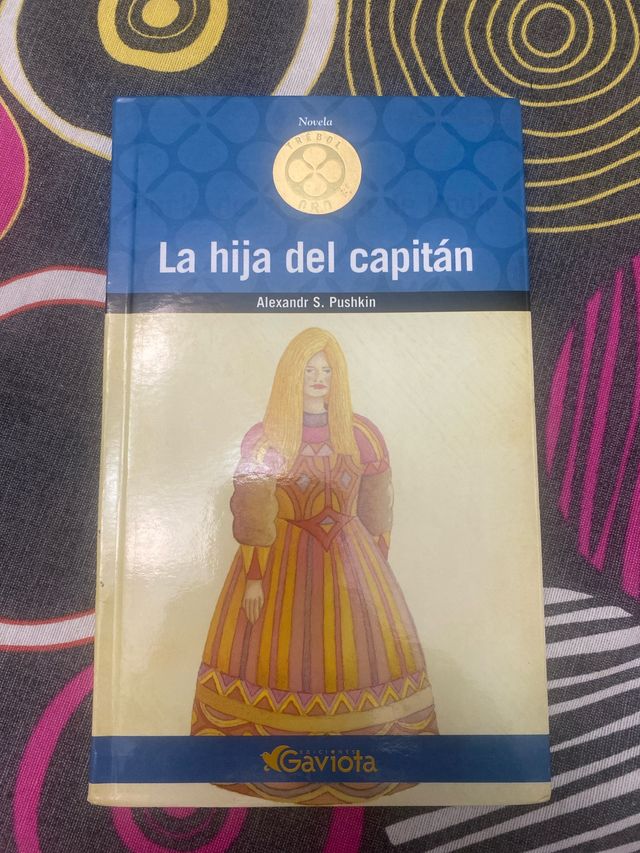 Novela
TRÉBOL
ORO
La hija del capitán
Alexandr S. Pushkin
EDICIONES
Gaviota